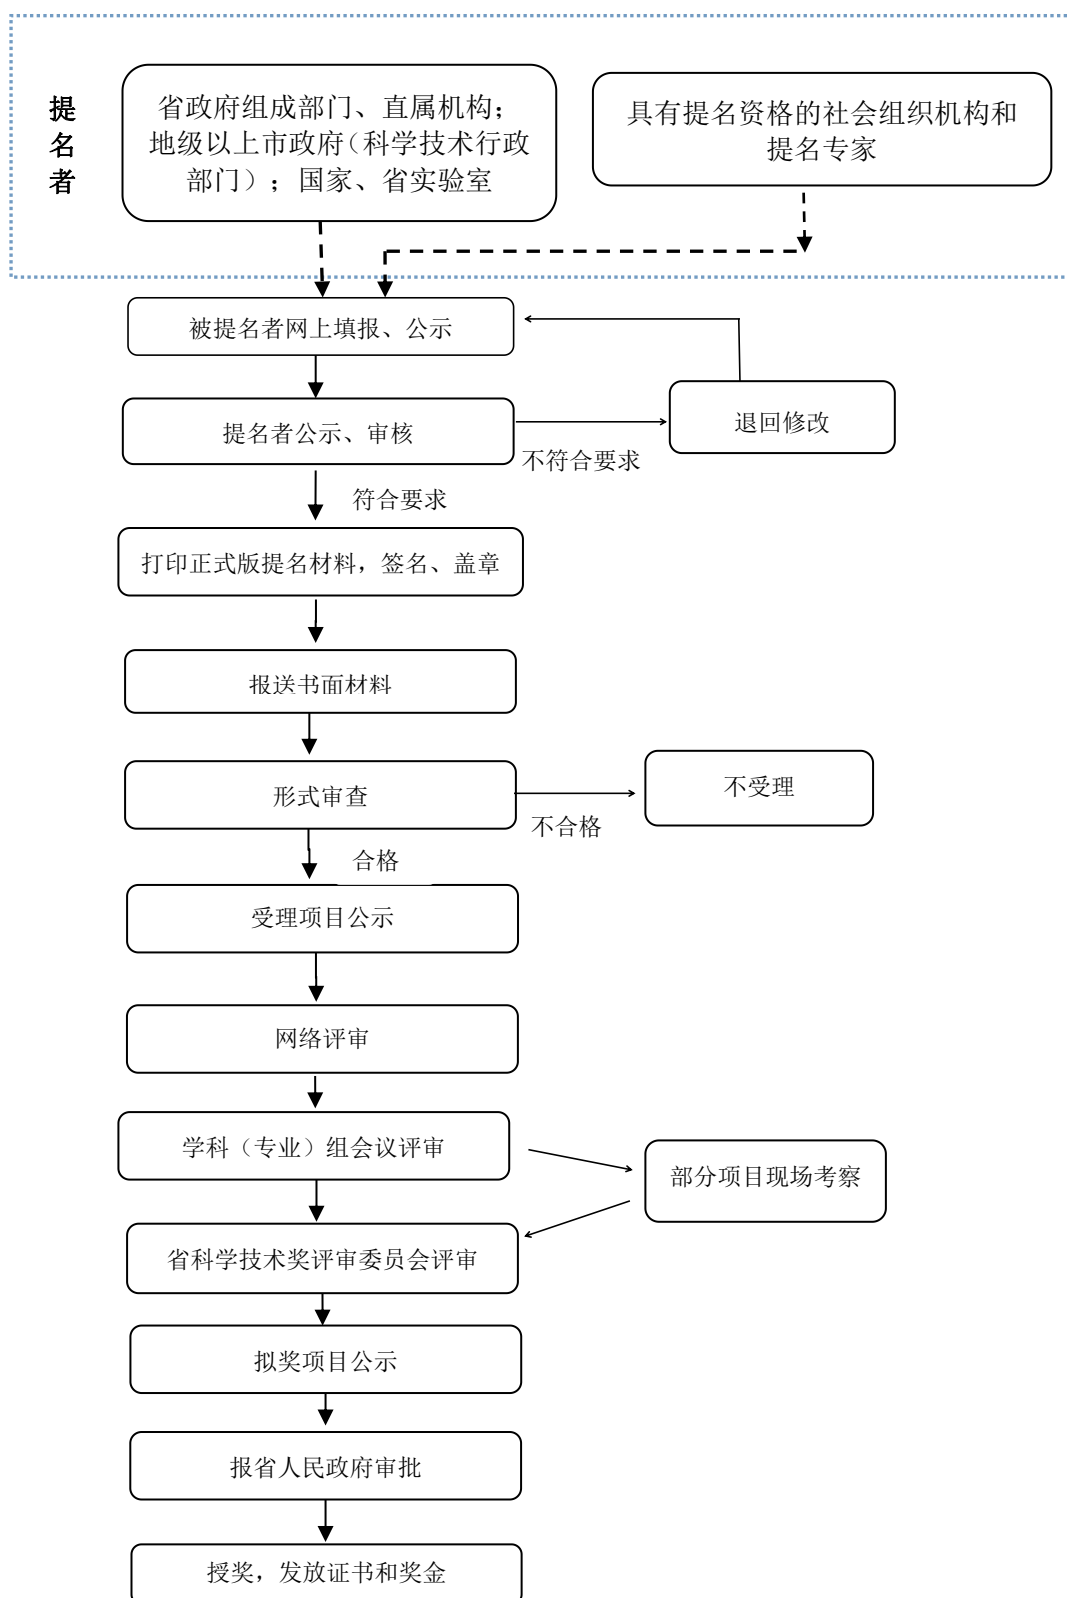 提
名
者
省政府组成部门、直属机构；
地级以上市政府（科学技术行政
部门）；国家、省实验室
具有提名资格的社会组织机构和
提名专家
被提名者网上填报、公示
提名者公示、审核
退回修改
不符合要求
符合要求
打印正式版提名材料，签名、盖章
报送书面材料
形式审查
不受理
不合格
合格
受理项目公示
网络评审
学科（专业）组会议评审
部分项目现场考察
省科学技术奖评审委员会评审
拟奖项目公示
报省人民政府审批
授奖，发放证书和奖金